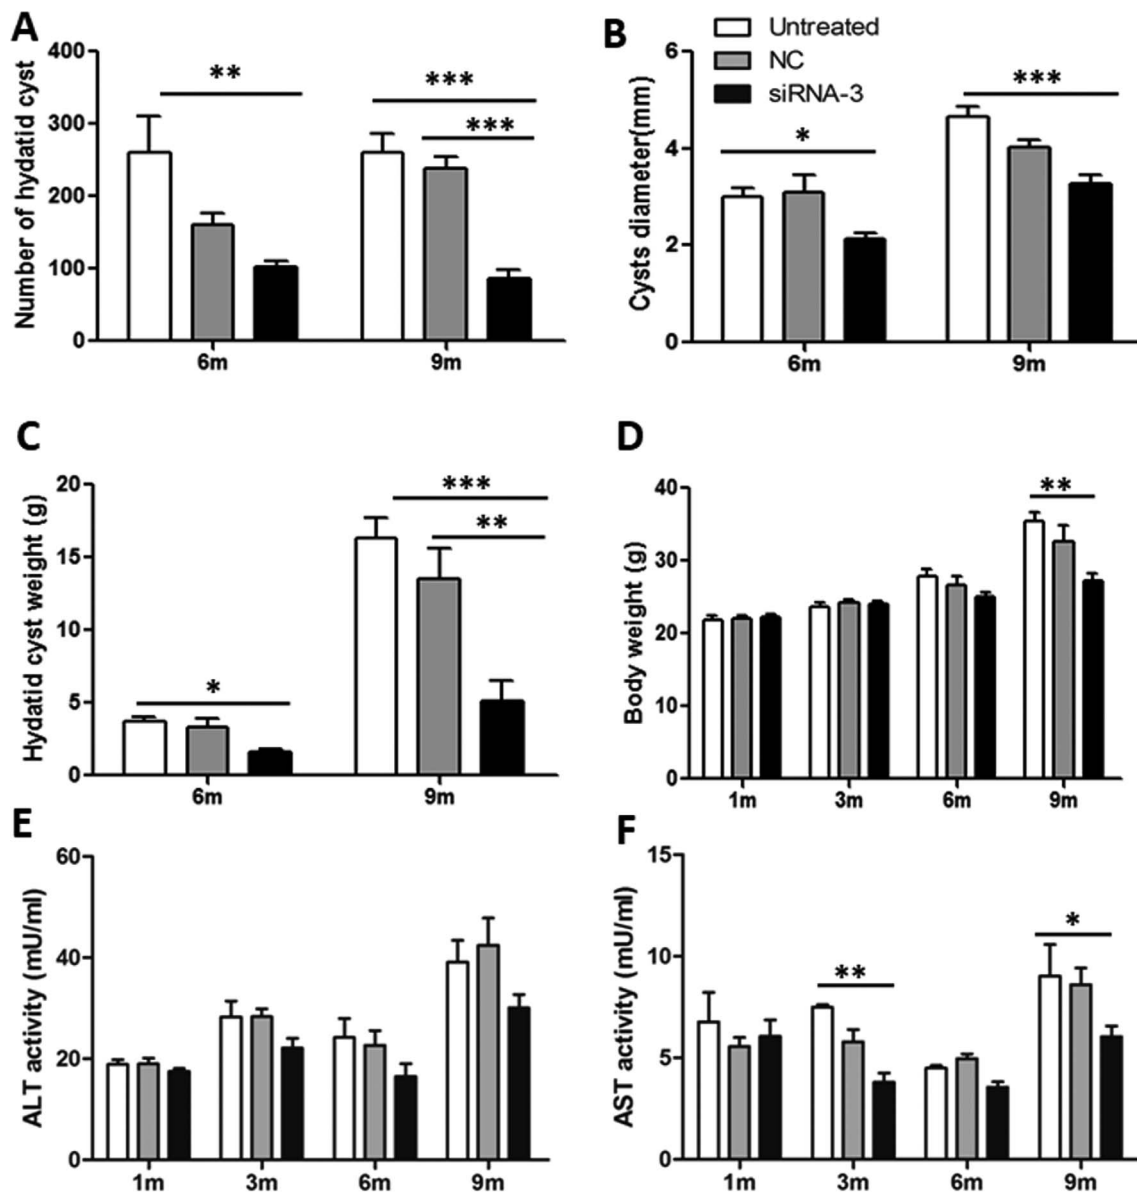 A
Number of hydatid cyst
400
300
200
100
0
**
***
***
6m
9m
B
Untreated
NC
siRNA-3
Cysts diameter(mm)
6
4
2
0
*
***
6m
9m
C
Hydatid cyst weight (g)
20
15
10
5
0
*
***
**
6m
9m
D
Body weight (g)
40
30
20
10
0
**
1m
3m
6m
9m
E
ALT activity (mU/ml)
60
40
20
0
1m
3m
6m
9m
F
AST activity (mU/ml)
15
10
5
0
**
*
1m
3m
6m
9m